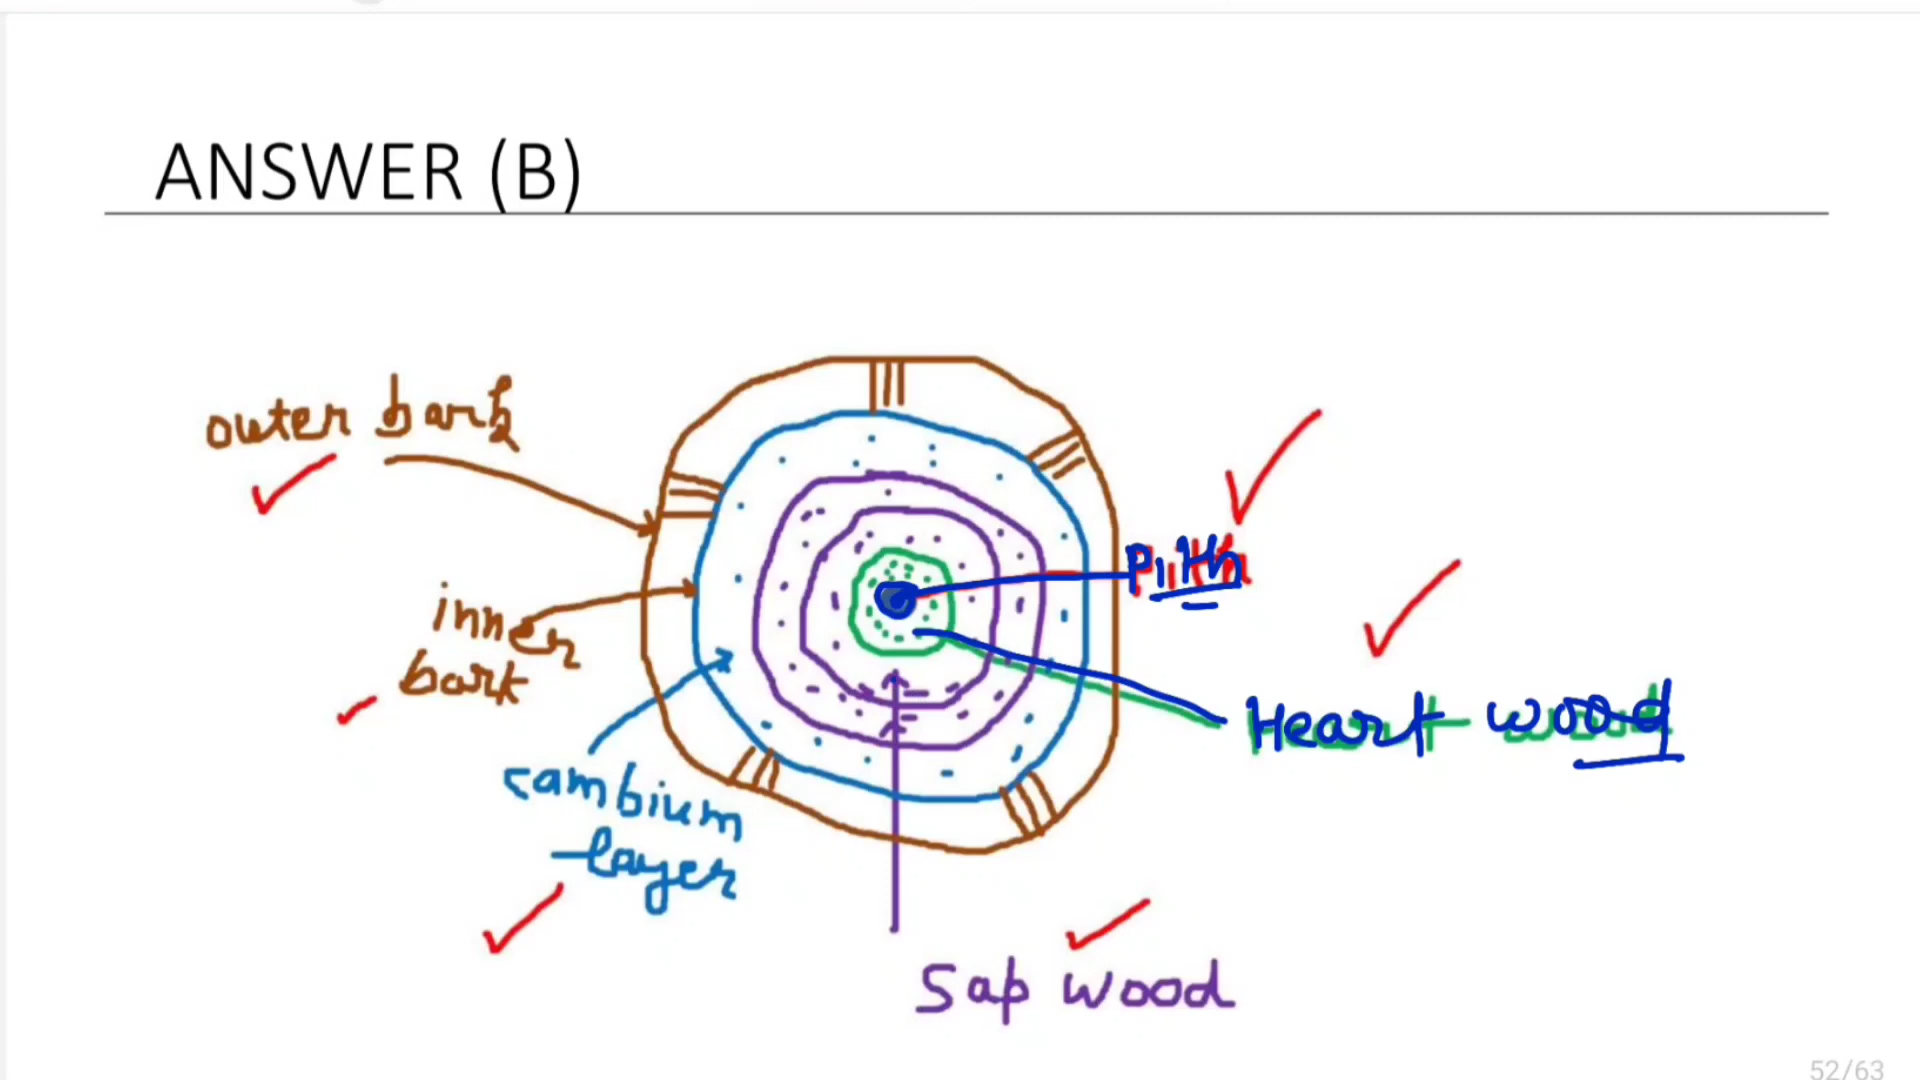 ANSWER (B)
outer bark
Pith
inner
bark
Heart wood
cambium
layer
Sap wood
52/63